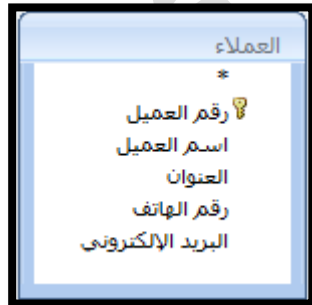 العملاء
*
رقم العميل
اسم العميل
العنوان
رقم الهاتف
البريد الإلكتروني